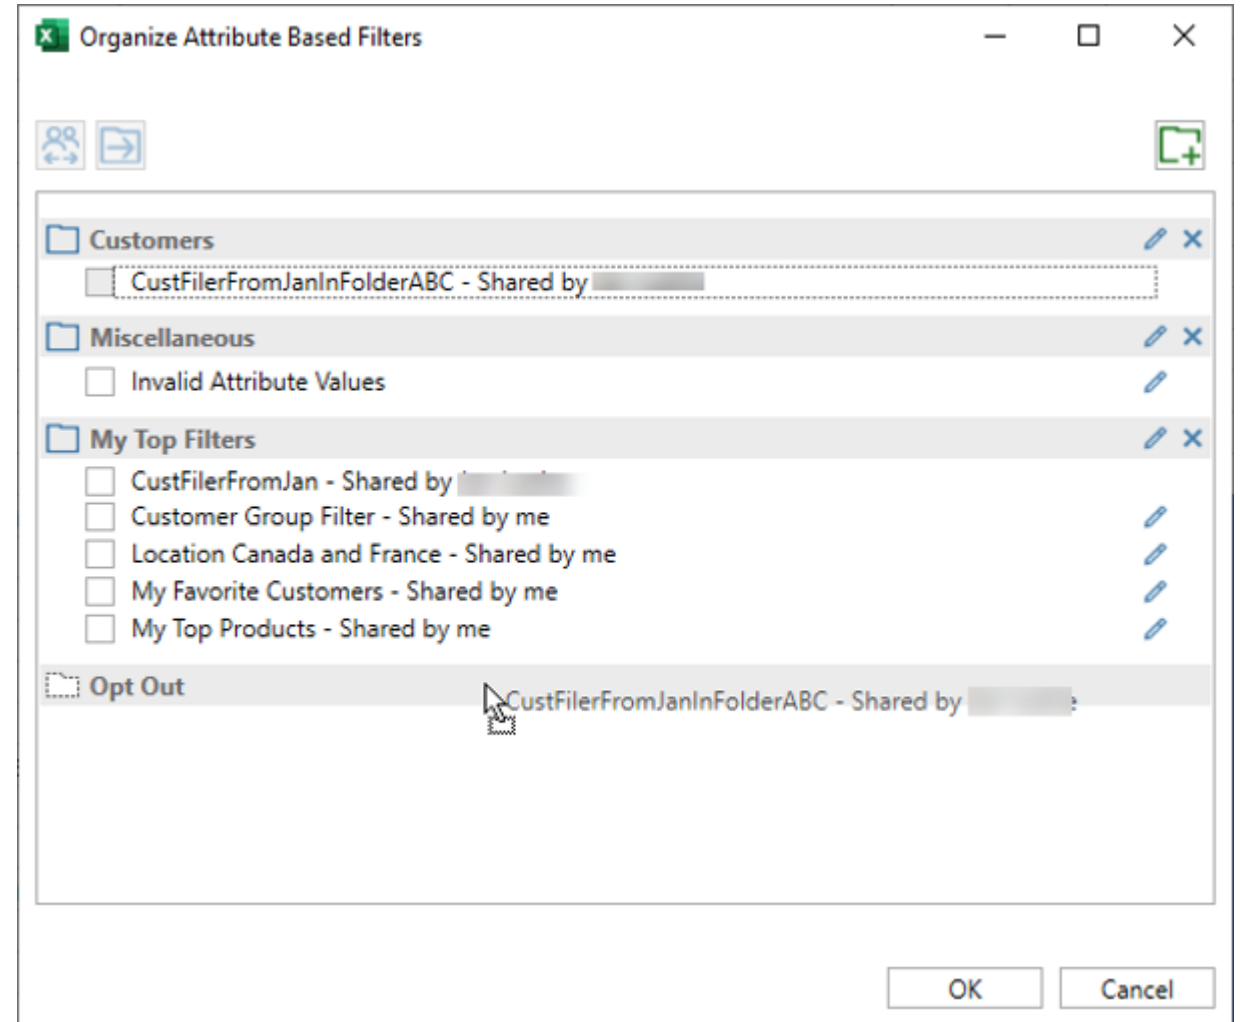 Organize Attribute Based Filters
Customers
CustFilerFromJanInFolderABC - Shared by
Miscellaneous
Invalid Attribute Values
My Top Filters
CustFilerFromJan - Shared by
Customer Group Filter - Shared by me
Location Canada and France - Shared by me
My Favorite Customers - Shared by me
My Top Products - Shared by me
Opt Out
CustFilerFromJanInFolderABC - Shared by
OK
Cancel